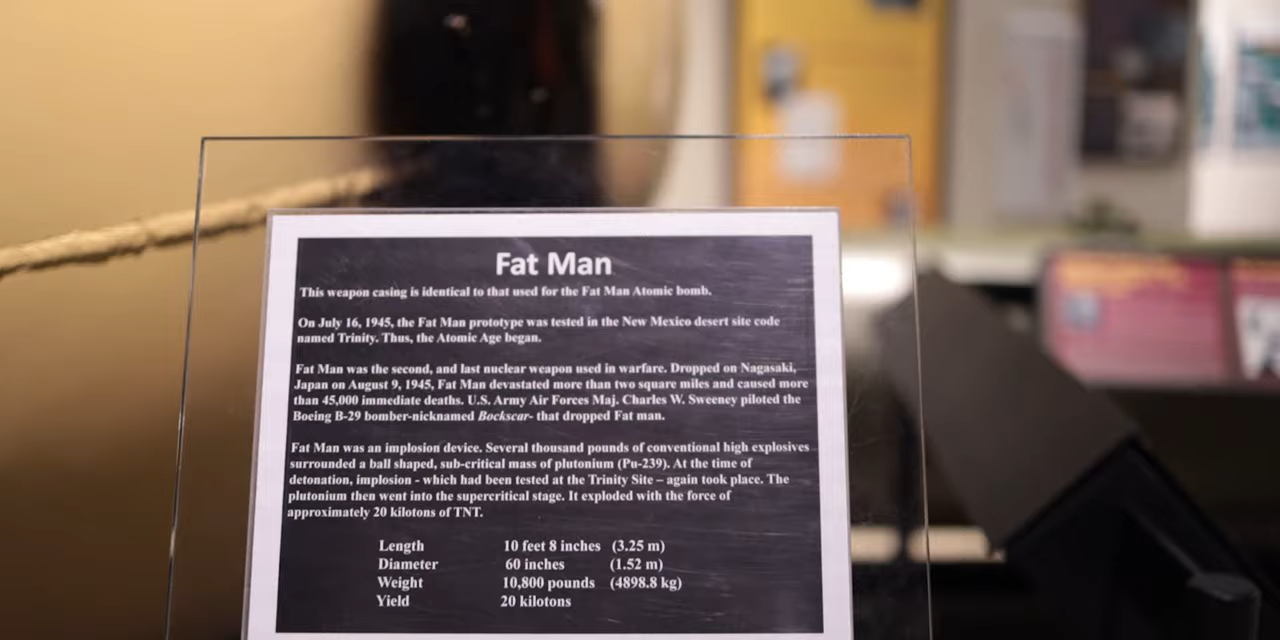 Fat Man
This weapon casing is identical to that used for the Fat Man Atomic bomb.
On July 16, 1945, the Fat Man prototype was tested in the New Mexico desert site code
named Trinity. Thus, the Atomic Age began.
Fat Man was the second, and last nuclear weapon used in warfare. Dropped on Nagasaki,
Japan on August 9, 1945, Fat Man devastated more than two square miles and caused more
than 45,000 immediate deaths. U.S. Army Air Forces Maj. Charles W. Sweeney piloted the
Boeing B-29 bomber-nicknamed Bockscar- that dropped Fat man.
Fat Man was an implosion device. Several thousand pounds of conventional high explosives
surrounded a ball shaped, sub-critical mass of plutonium (Pu-239). At the time of
detonation, implosion - which had been tested at the Trinity Site – again took place. The
plutonium then went into the supercritical stage. It exploded with the force of
approximately 20 kilotons of TNT.
Length 10 feet 8 inches (3.25 m)
Diameter 60 inches (1.52 m)
Weight 10,800 pounds (4898.8 kg)
Yield 20 kilotons